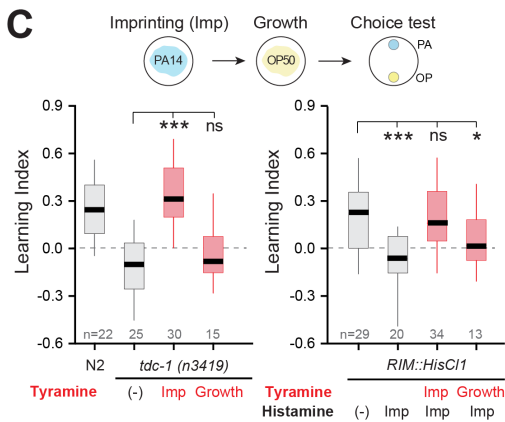 C
Imprinting (Imp) Growth Choice test
PA14 OP50 PA
OP
Learning Index
0.9
0.6
0.3
0.0
-0.3
-0.6
*** ns
n=22 25 30 15
N2 tdc-1 (n3419)
Tyramine (-) Imp Growth
Learning Index
0.9
0.6
0.3
0.0
-0.3
-0.6
*** ns *
n=29 20 34 13
RIM::HisCl1
Tyramine Imp Growth
Histamine (-) Imp Imp Imp